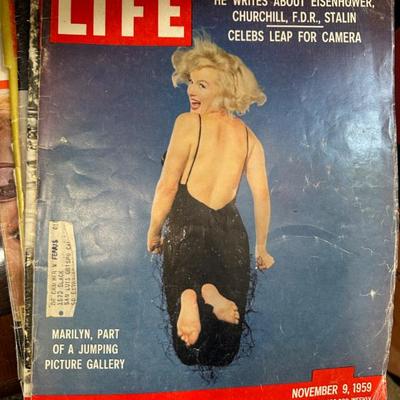 LIFE
HE WRITES ABOUT EISENHOWER,
CHURCHILL, F.D.R., STALIN
CELEBS LEAP FOR CAMERA
MARILYN, PART
OF A JUMPING
PICTURE GALLERY
NOVEMBER 9, 1959